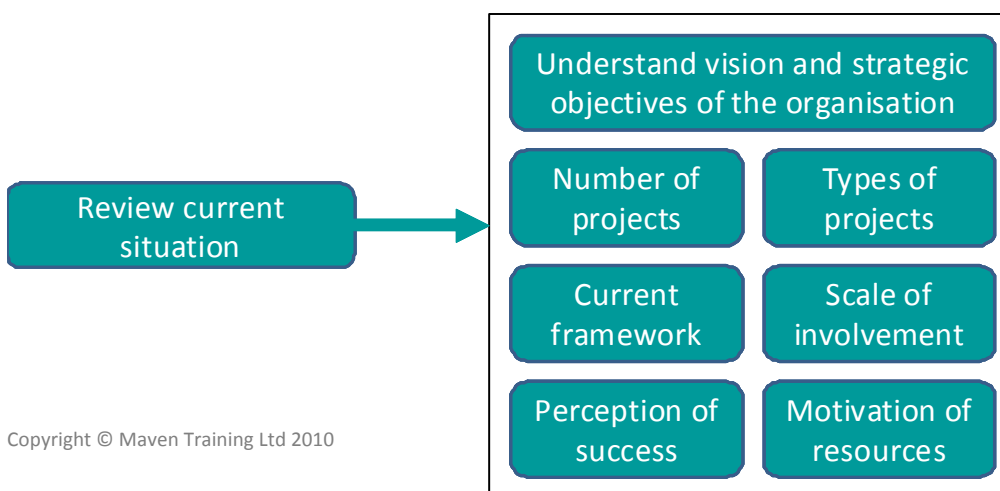 Understand vision and strategic
objectives of the organisation
Review current
situation
Number of
projects
Types of
projects
Current
framework
Scale of
involvement
Perception of
success
Motivation of
resources
Copyright © Maven Training Ltd 2010